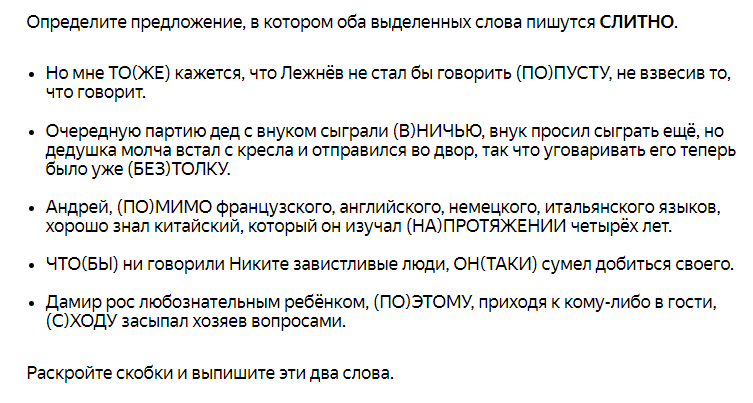 Определите предложение, в котором оба выделенных слова пишутся СЛИТНО.
• Но мне ТО(ЖЕ) кажется, что Лежнёв не стал бы говорить (ПО)ПУСТУ, не взвесив то,
что говорит.
• Очередную партию дед с внуком сыграли (В)НИЧЬЮ, внук просил сыграть ещё, но
дедушка молча встал с кресла и отправился во двор, так что уговаривать его теперь
было уже (БЕЗ)ТОЛКУ.
• Андрей, (ПО)МИМО французского, английского, немецкого, итальянского языков,
хорошо знал китайский, который он изучал (НА)ПРОТЯЖЕНИИ четырёх лет.
• ЧТО(БЫ) ни говорили Никите завистливые люди, ОН(ТАКИ) сумел добиться своего.
• Дамир рос любознательным ребёнком, (ПО)ЭТОМУ, приходя к кому-либо в гости,
(С)ХОДУ засыпал хозяев вопросами.
Раскройте скобки и выпишите эти два слова.